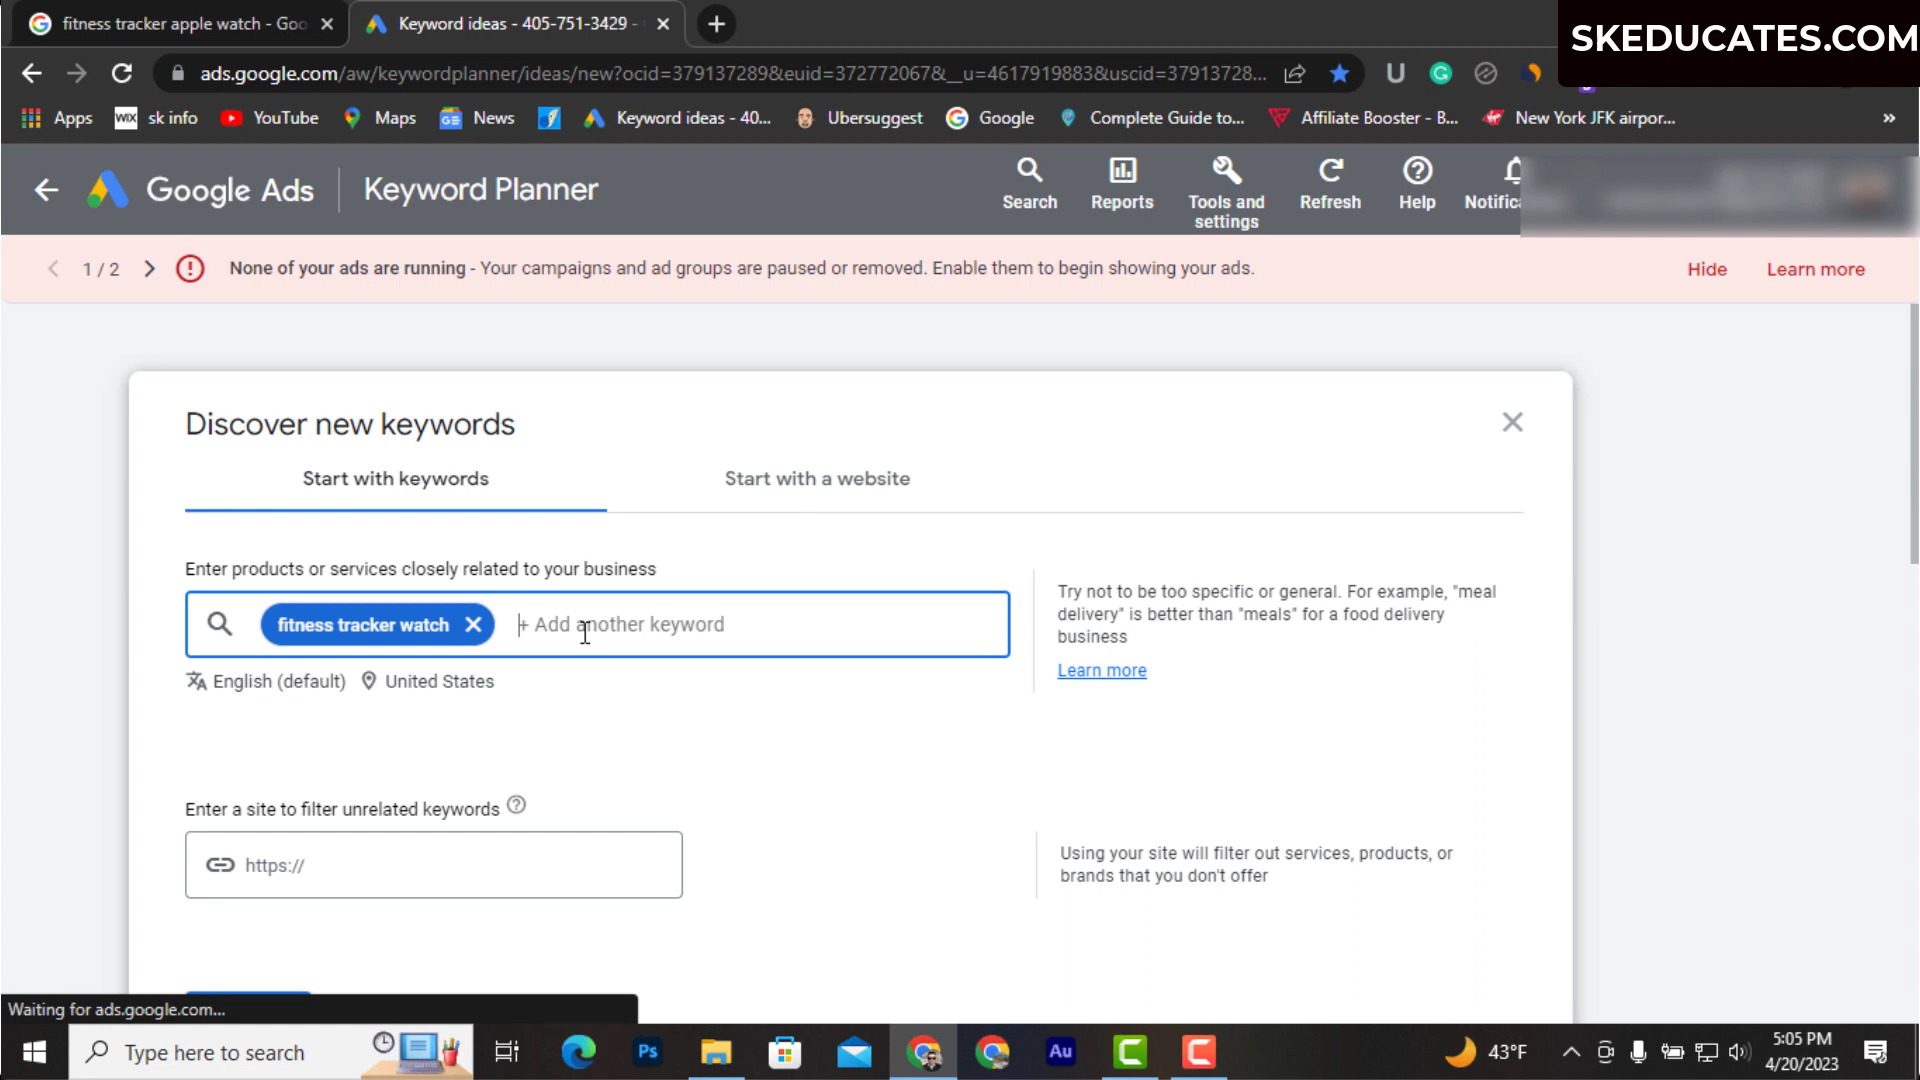 fitness tracker apple watch - Goo
Keyword ideas - 405-751-3429 -
SKEDUCATES.COM
ads.google.com/aw/keywordplanner/ideas/new?ocid=379137289&euid=372772067&__u=4617919883&uscid=37913728...
Apps
WIX sk info
YouTube
Maps
News
Keyword ideas - 40...
Ubersuggest
Google
Complete Guide to...
Affiliate Booster - B...
New York JFK airpor...
Google Ads
Keyword Planner
Search
Reports
Tools and
settings
Refresh
Help
Notific
1 / 2
None of your ads are running - Your campaigns and ad groups are paused or removed. Enable them to begin showing your ads.
Hide
Learn more
Discover new keywords
Start with keywords
Start with a website
Enter products or services closely related to your business
fitness tracker watch
+ Add another keyword
English (default)
United States
Try not to be too specific or general. For example, "meal
delivery" is better than "meals" for a food delivery
business
Learn more
Enter a site to filter unrelated keywords
https://
Using your site will filter out services, products, or
brands that you don't offer
Waiting for ads.google.com...
Type here to search
Ps
Au
43°F
5:05 PM
4/20/2023